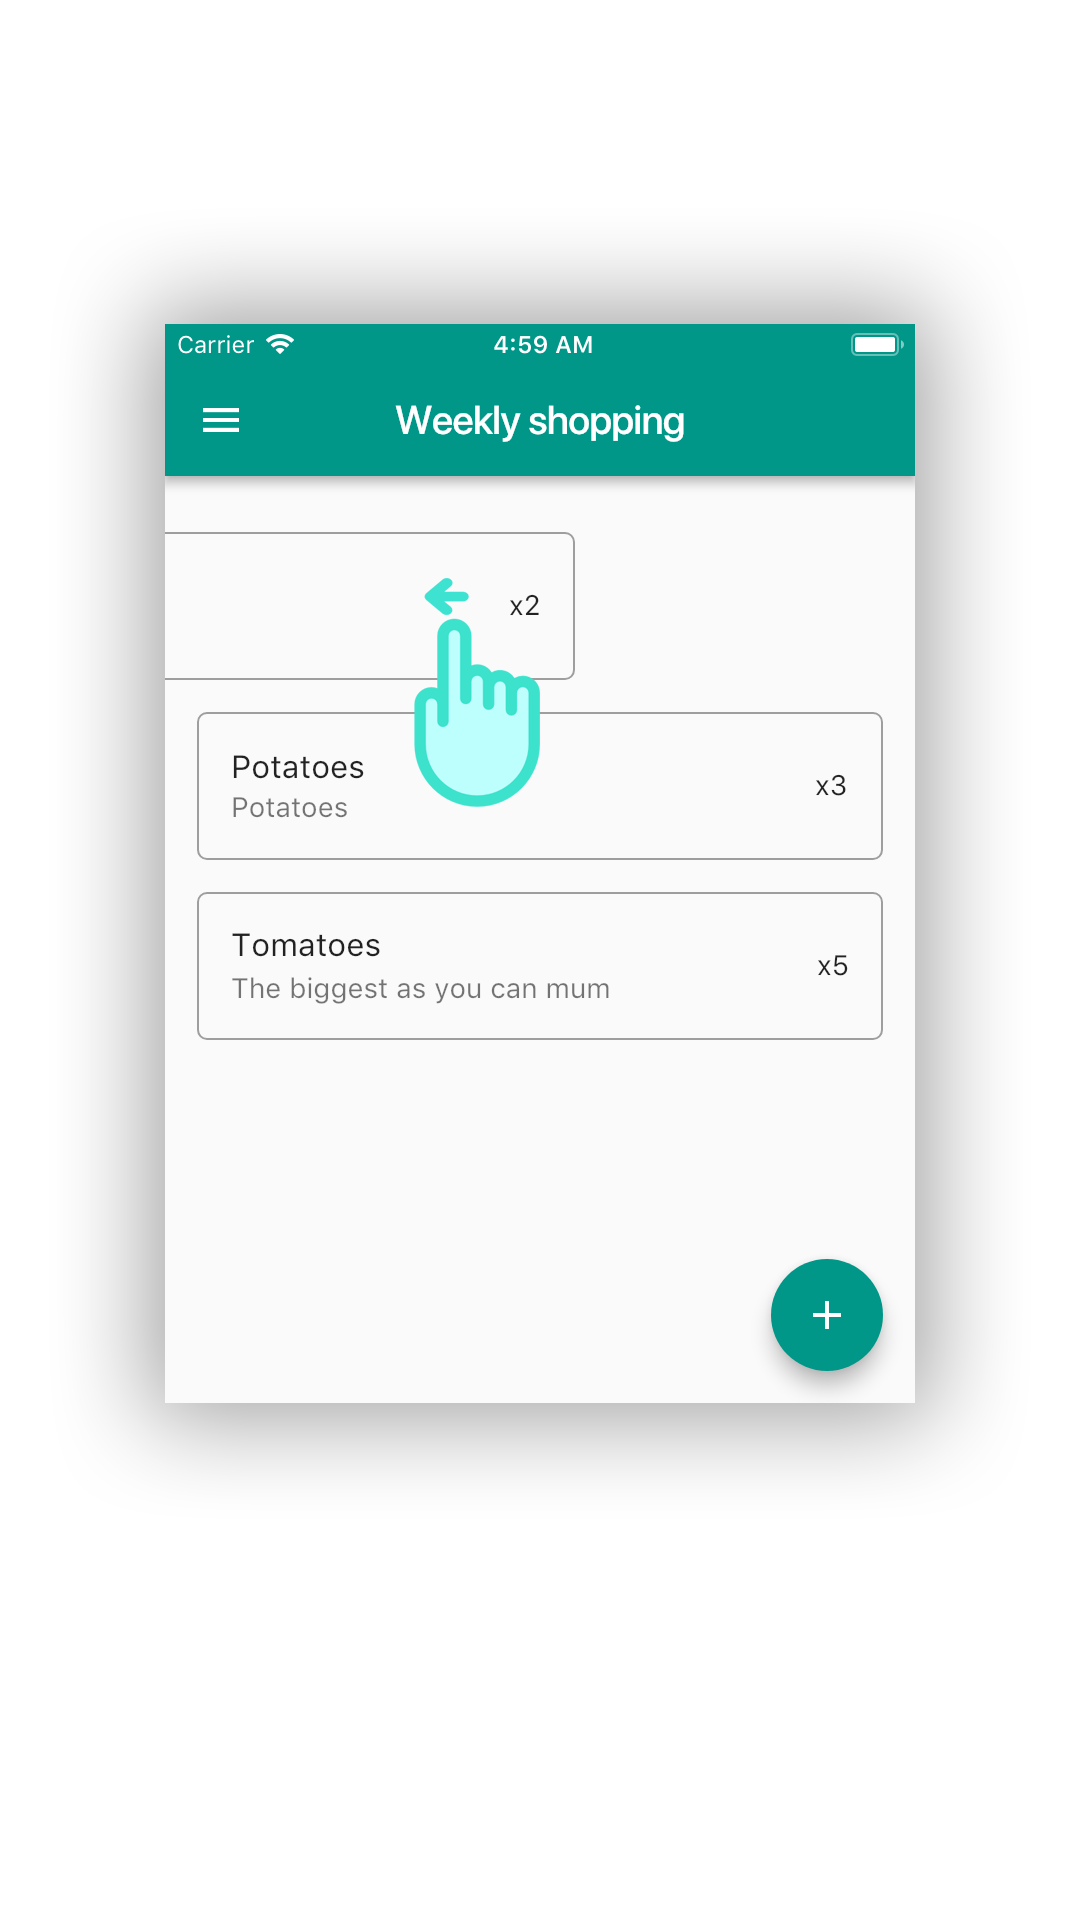 Carrier 4:59 AM
Weekly shopping
x2
Potatoes
Potatoes
x3
Tomatoes
The biggest as you can mum
x5